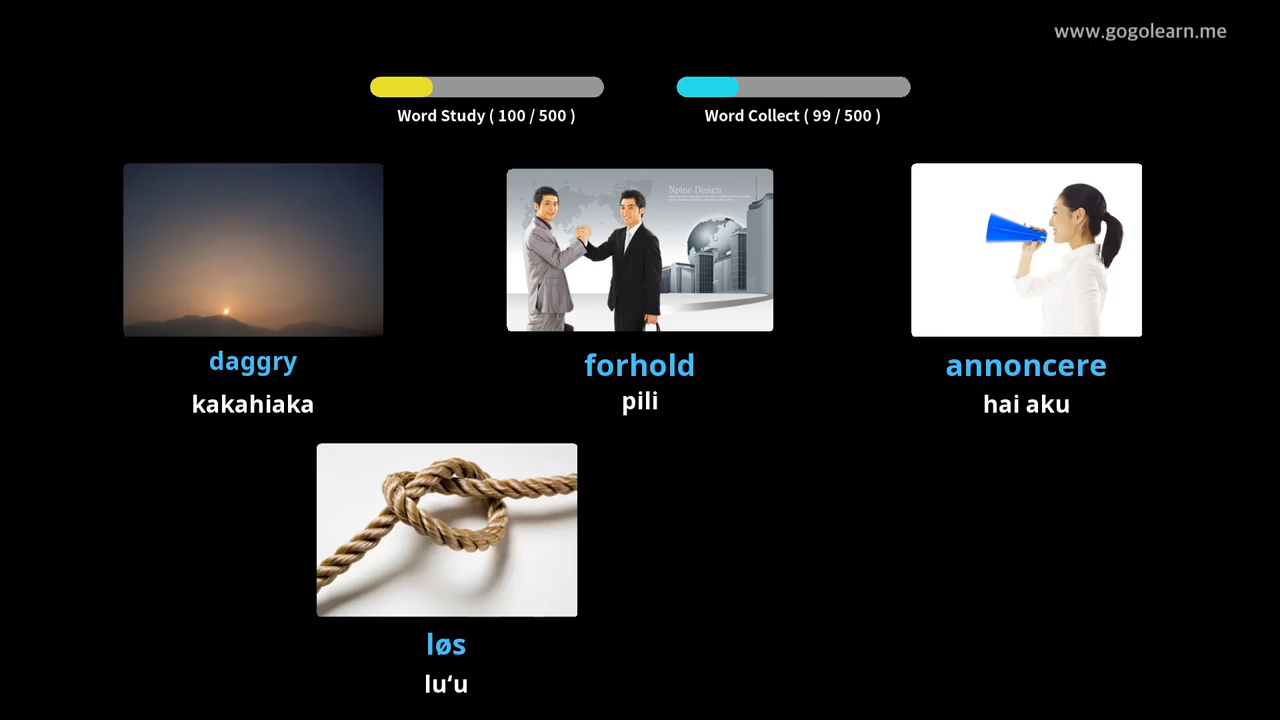 www.gogolearn.me
Word Study ( 100 / 500 )
Word Collect ( 99 / 500 )
Npine Design
daggry
forhold
annoncere
kakahiaka
pili
hai aku
løs
luʻu